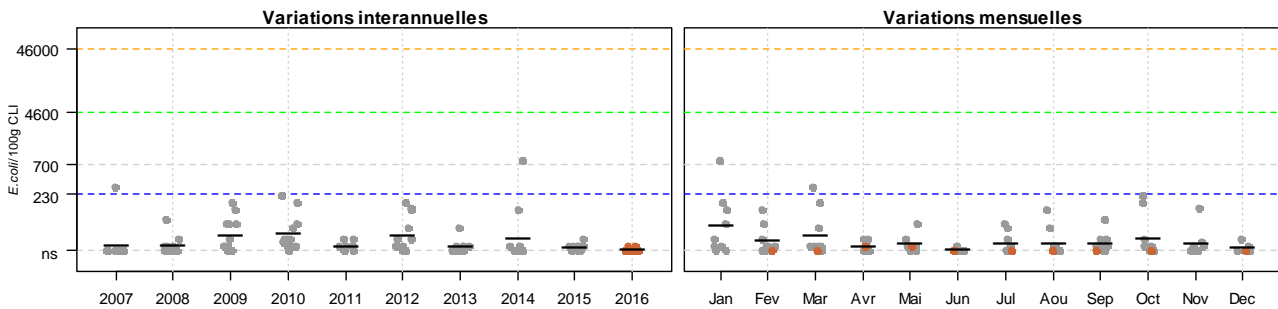 Variations interannuelles
Variations mensuelles
E.coli/100g CLI
46000
4600
700
230
ns
2007 2008 2009 2010 2011 2012 2013 2014 2015 2016
Jan Fev Mar Avr Mai Jun Jul Aou Sep Oct Nov Dec